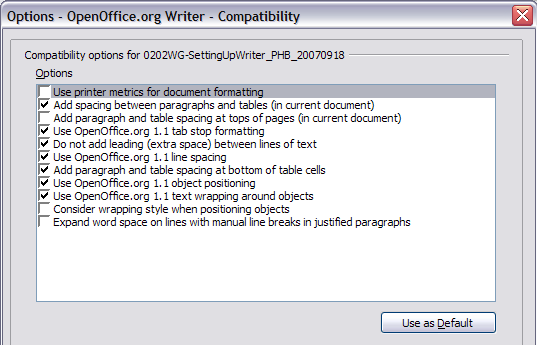 Options - OpenOffice.org Writer - Compatibility
Compatibility options for 0202WG-SettingUpWriter_PHB_20070918
Options
Use printer metrics for document formatting
Add spacing between paragraphs and tables (in current document)
Add paragraph and table spacing at tops of pages (in current document)
Use OpenOffice.org 1.1 tab stop formatting
Do not add leading (extra space) between lines of text
Use OpenOffice.org 1.1 line spacing
Add paragraph and table spacing at bottom of table cells
Use OpenOffice.org 1.1 object positioning
Use OpenOffice.org 1.1 text wrapping around objects
Consider wrapping style when positioning objects
Expand word space on lines with manual line breaks in justified paragraphs
Use as Default